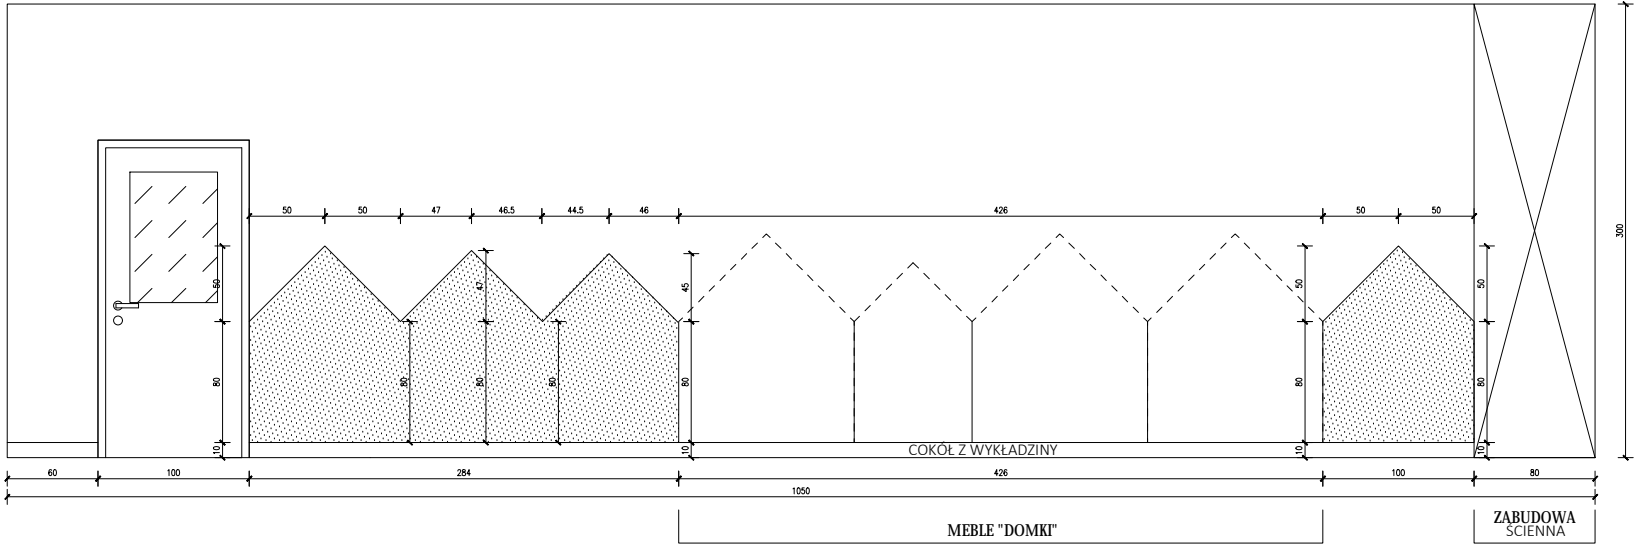 300
50 50 47 46.5 44.5 46 426 50 50
50 47 45 50 50
80 80 80 80 80 80 80
10 10 10 10
COKÓŁ Z WYKŁADZINY
60 100 284 426 100 80
1050
MEBLE "DOMKI"
ZABUDOWA
ŚCIENNA